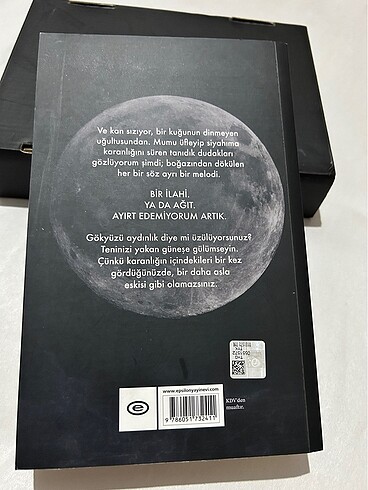 Ve kan sızıyor, bir kuğunun dinmeyen
uğultusundan. Mumu üfleyip siyahıma
karanlığını süren tanıdık dudakları
gözlüyorum şimdi; boğazından dökülen
her bir söz ayrı bir melodi.
BİR İLAHİ.
YA DA AĞIT.
AYIRT EDEMİYORUM ARTIK.
Gökyüzü aydınlık diye mi üzülüyorsunuz?
Teninizi yakan güneşe gülümseyin.
Çünkü karanlığın içindekileri bir kez
gördüğünüzde, bir daha asla
eskisi gibi olamazsınız.
www.epsilonyayinevi.com
9 786051 732411
KDV'den
muaftır.